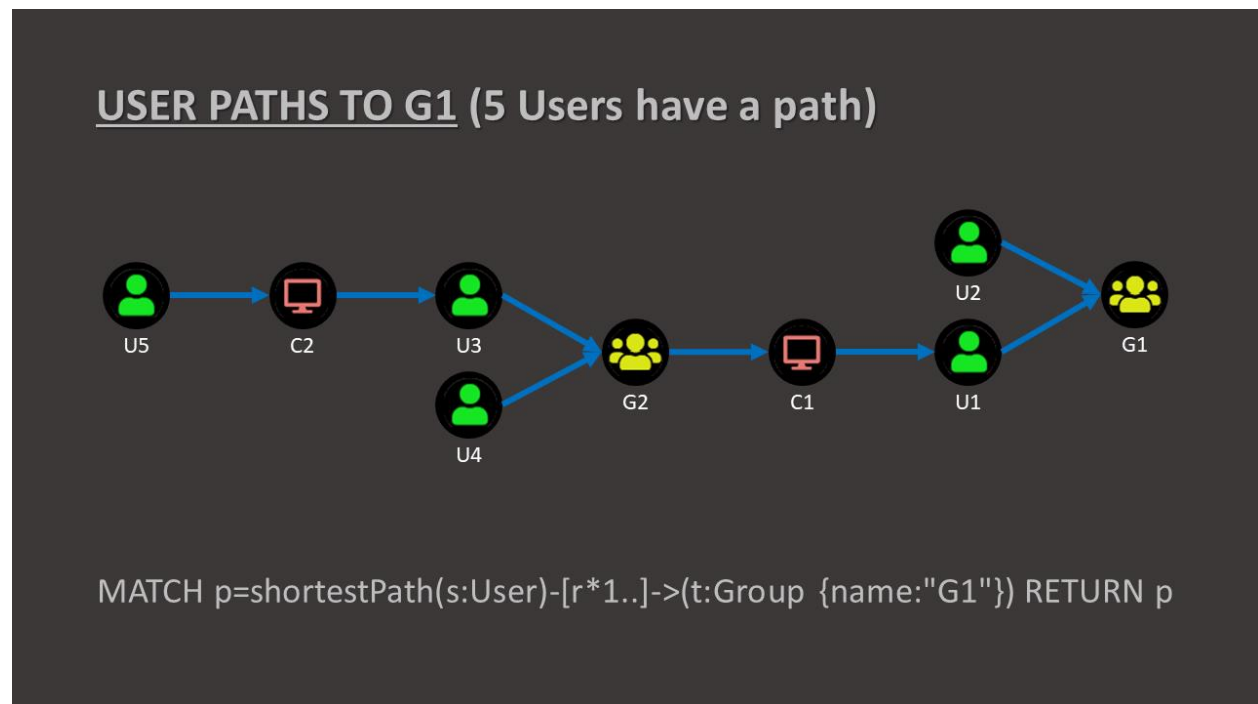 USER PATHS TO G1 (5 Users have a path)
U2
U5
C2
U3
G1
G2
C1
U1
U4
MATCH p=shortestPath(s:User)-[r*1..]->(t:Group {name:"G1"}) RETURN p